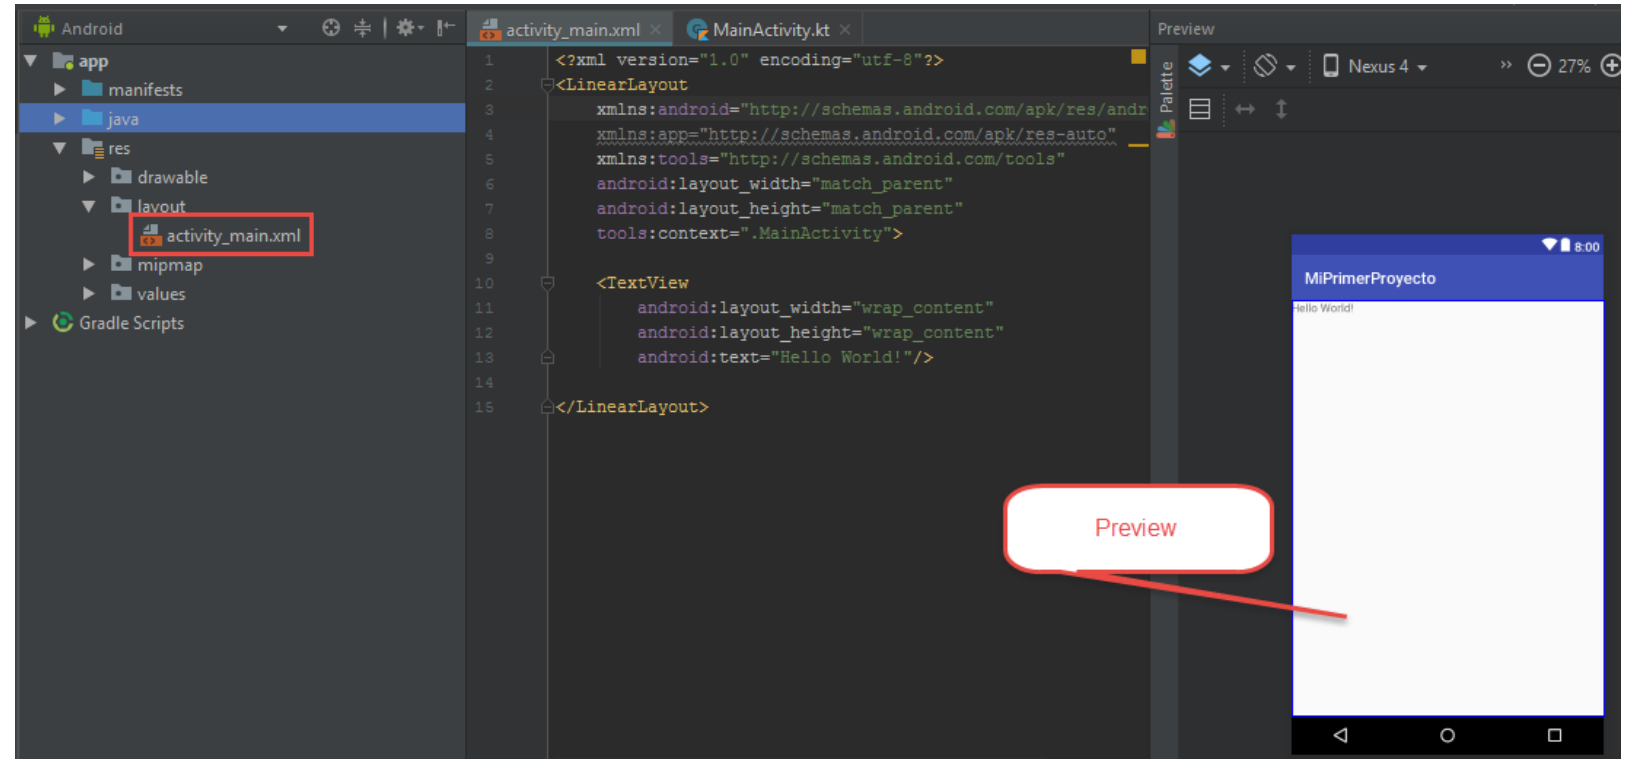 Android
app
manifests
java
res
drawable
layout
activity_main.xml
mipmap
values
Gradle Scripts
activity_main.xml
MainActivity.kt
1 <?xml version="1.0" encoding="utf-8"?>
2 <LinearLayout
3 xmlns:android="http://schemas.android.com/apk/res/andr
4 xmlns:app="http://schemas.android.com/apk/res-auto"
5 xmlns:tools="http://schemas.android.com/tools"
6 android:layout_width="match_parent"
7 android:layout_height="match_parent"
8 tools:context=".MainActivity">
9
10 <TextView
11 android:layout_width="wrap_content"
12 android:layout_height="wrap_content"
13 android:text="Hello World!"/>
14
15 </LinearLayout>
Preview
Palette
Nexus 4
27%
8:00
MiPrimerProyecto
Hello World!
Preview